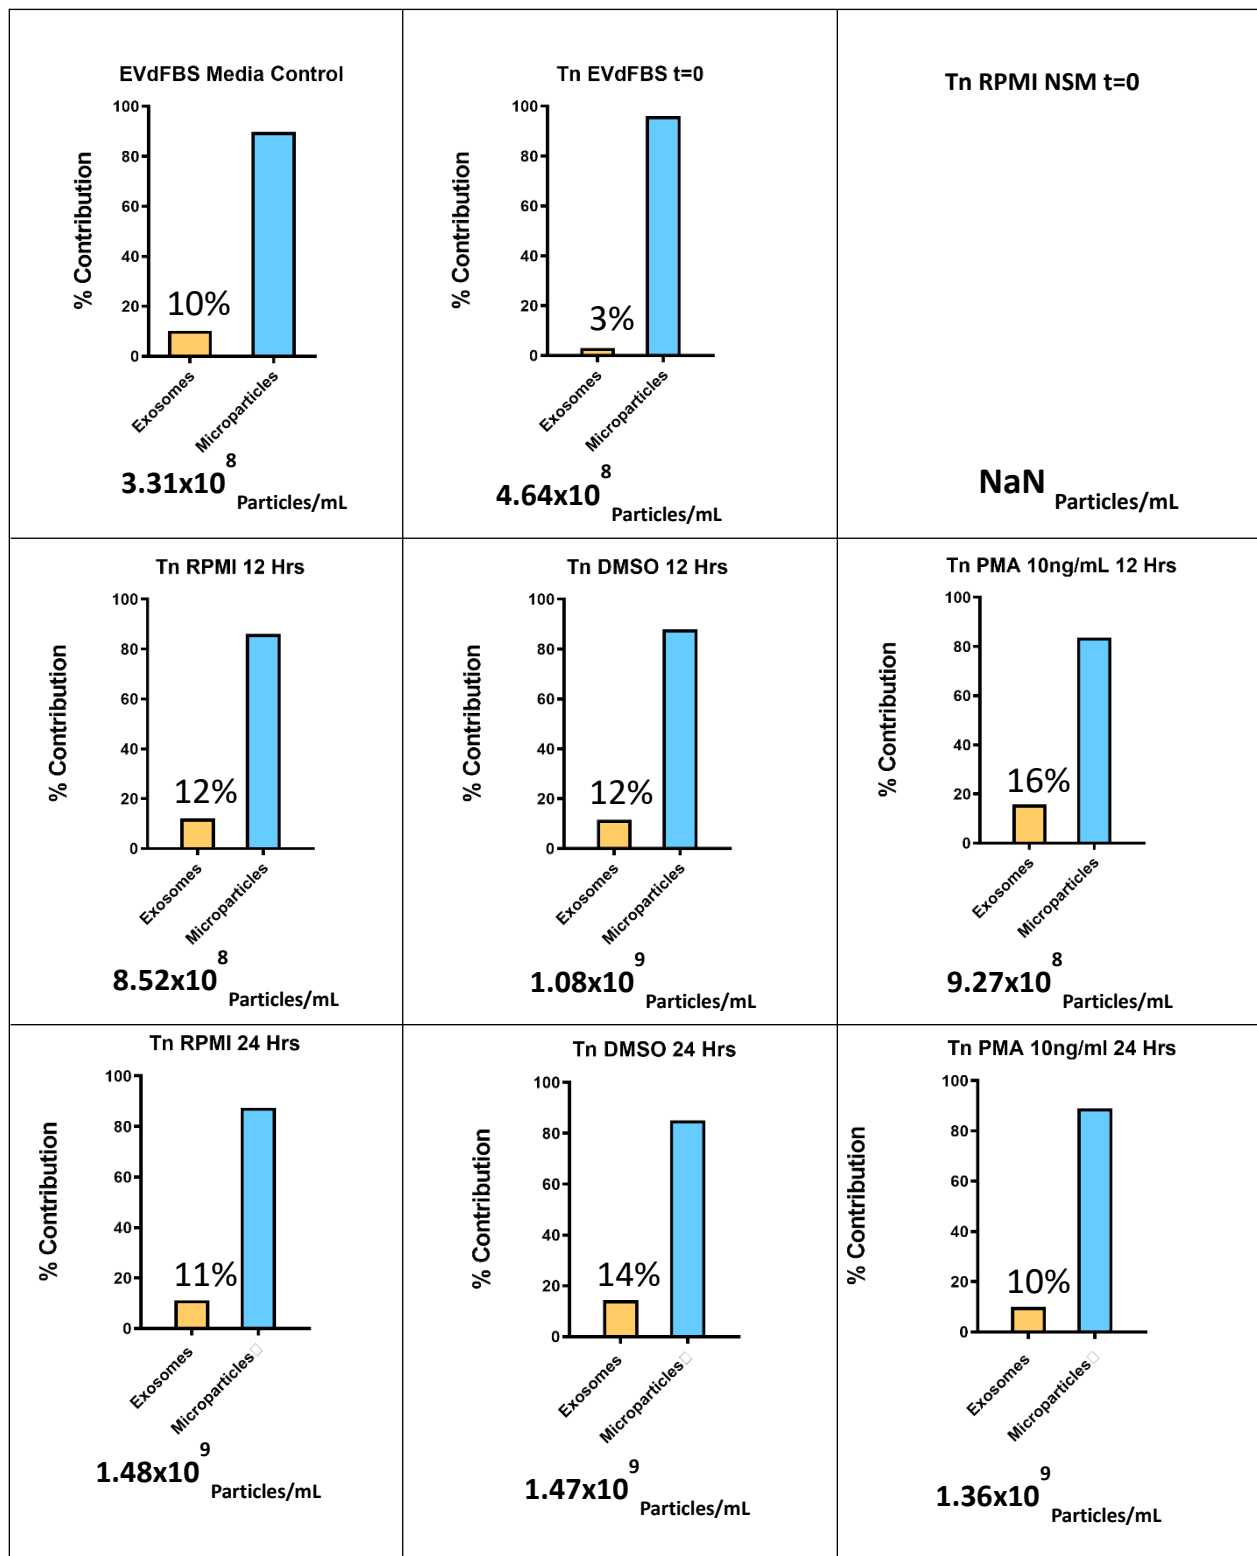 EVdFBS Media Control
% Contribution
100
80
60
40
20
0
10%
Exosomes
Microparticles
3.31x10^8 Particles/mL
Tn EVdFBS t=0
% Contribution
100
80
60
40
20
0
3%
Exosomes
Microparticles
4.64x10^8 Particles/mL
Tn RPMI NSM t=0
NaN Particles/mL
Tn RPMI 12 Hrs
% Contribution
100
80
60
40
20
0
12%
Exosomes
Microparticles
8.52x10^8 Particles/mL
Tn DMSO 12 Hrs
% Contribution
100
80
60
40
20
0
12%
Exosomes
Microparticles
1.08x10^9 Particles/mL
Tn PMA 10ng/mL 12 Hrs
% Contribution
100
80
60
40
20
0
16%
Exosomes
Microparticles
9.27x10^8 Particles/mL
Tn RPMI 24 Hrs
% Contribution
100
80
60
40
20
0
11%
Exosomes
Microparticles
1.48x10^9 Particles/mL
Tn DMSO 24 Hrs
% Contribution
100
80
60
40
20
0
14%
Exosomes
Microparticles
1.47x10^9 Particles/mL
Tn PMA 10ng/ml 24 Hrs
% Contribution
100
80
60
40
20
0
10%
Exosomes
Microparticles
1.36x10^9 Particles/mL